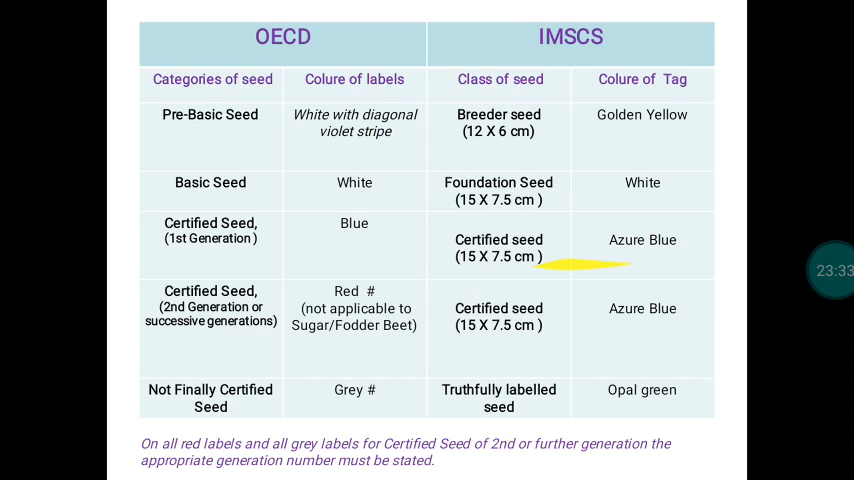 OECD
IMSCS
Categories of seed
Colure of labels
Class of seed
Colure of  Tag
Pre-Basic Seed
White with diagonal
violet stripe
Breeder seed
(12 X 6 cm)
Golden Yellow
Basic Seed
White
Foundation Seed
(15 X 7.5 cm )
White
Certified Seed,
(1st Generation )
Blue
Certified seed
(15 X 7.5 cm )
Azure Blue
Certified Seed,
(2nd Generation or
successive generations)
Red  #
(not applicable to
Sugar/Fodder Beet)
Certified seed
(15 X 7.5 cm )
Azure Blue
Not Finally Certified
Seed
Grey #
Truthfully labelled
seed
Opal green
On all red labels and all grey labels for Certified Seed of 2nd or further generation the
appropriate generation number must be stated.
23:33